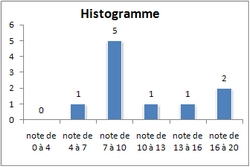 Histogramme
6
5
4
3
2
1
0
0
1
5
1
1
2
note de 0 à 4
note de 4 à 7
note de 7 à 10
note de 10 à 13
note de 13 à 16
note de 16 à 20